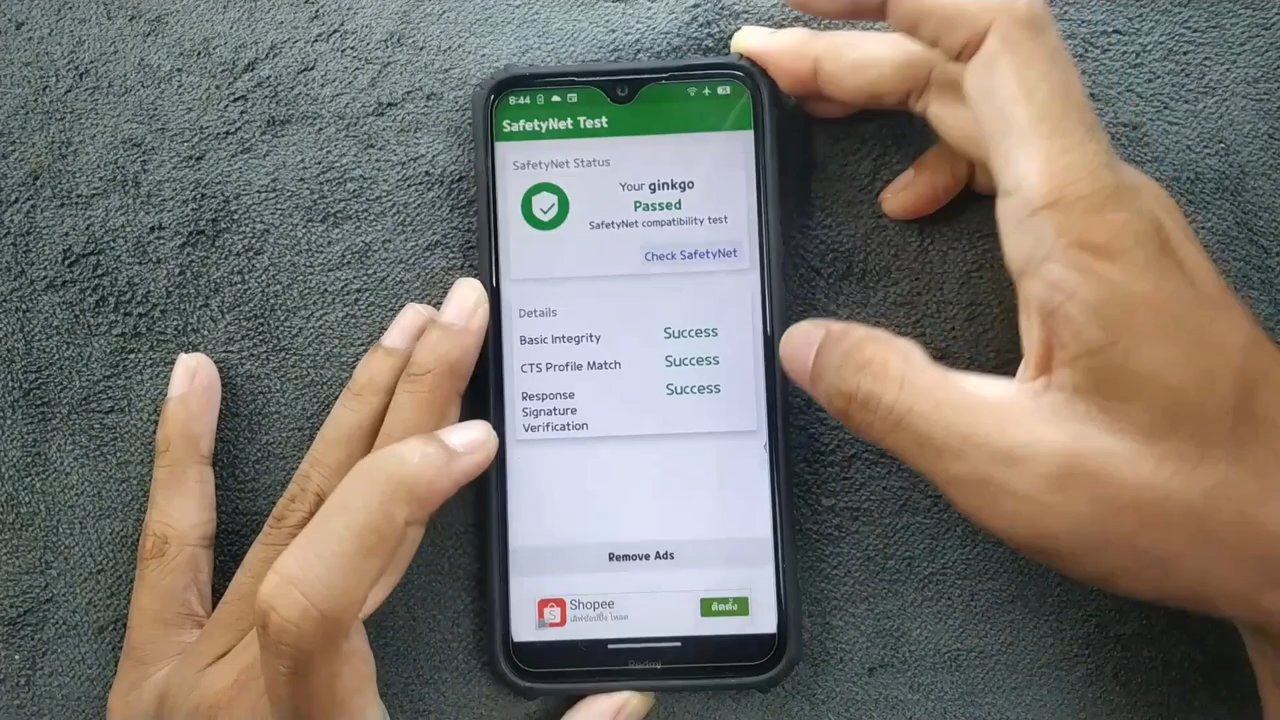 8:44
SafetyNet Test
SafetyNet Status
Your ginkgo
Passed
SafetyNet compatibility test
Check SafetyNet
Details
Basic Integrity Success
CTS Profile Match Success
Response Success
Signature
Verification
Remove Ads
Shopee
ติดตั้ง
Redmi